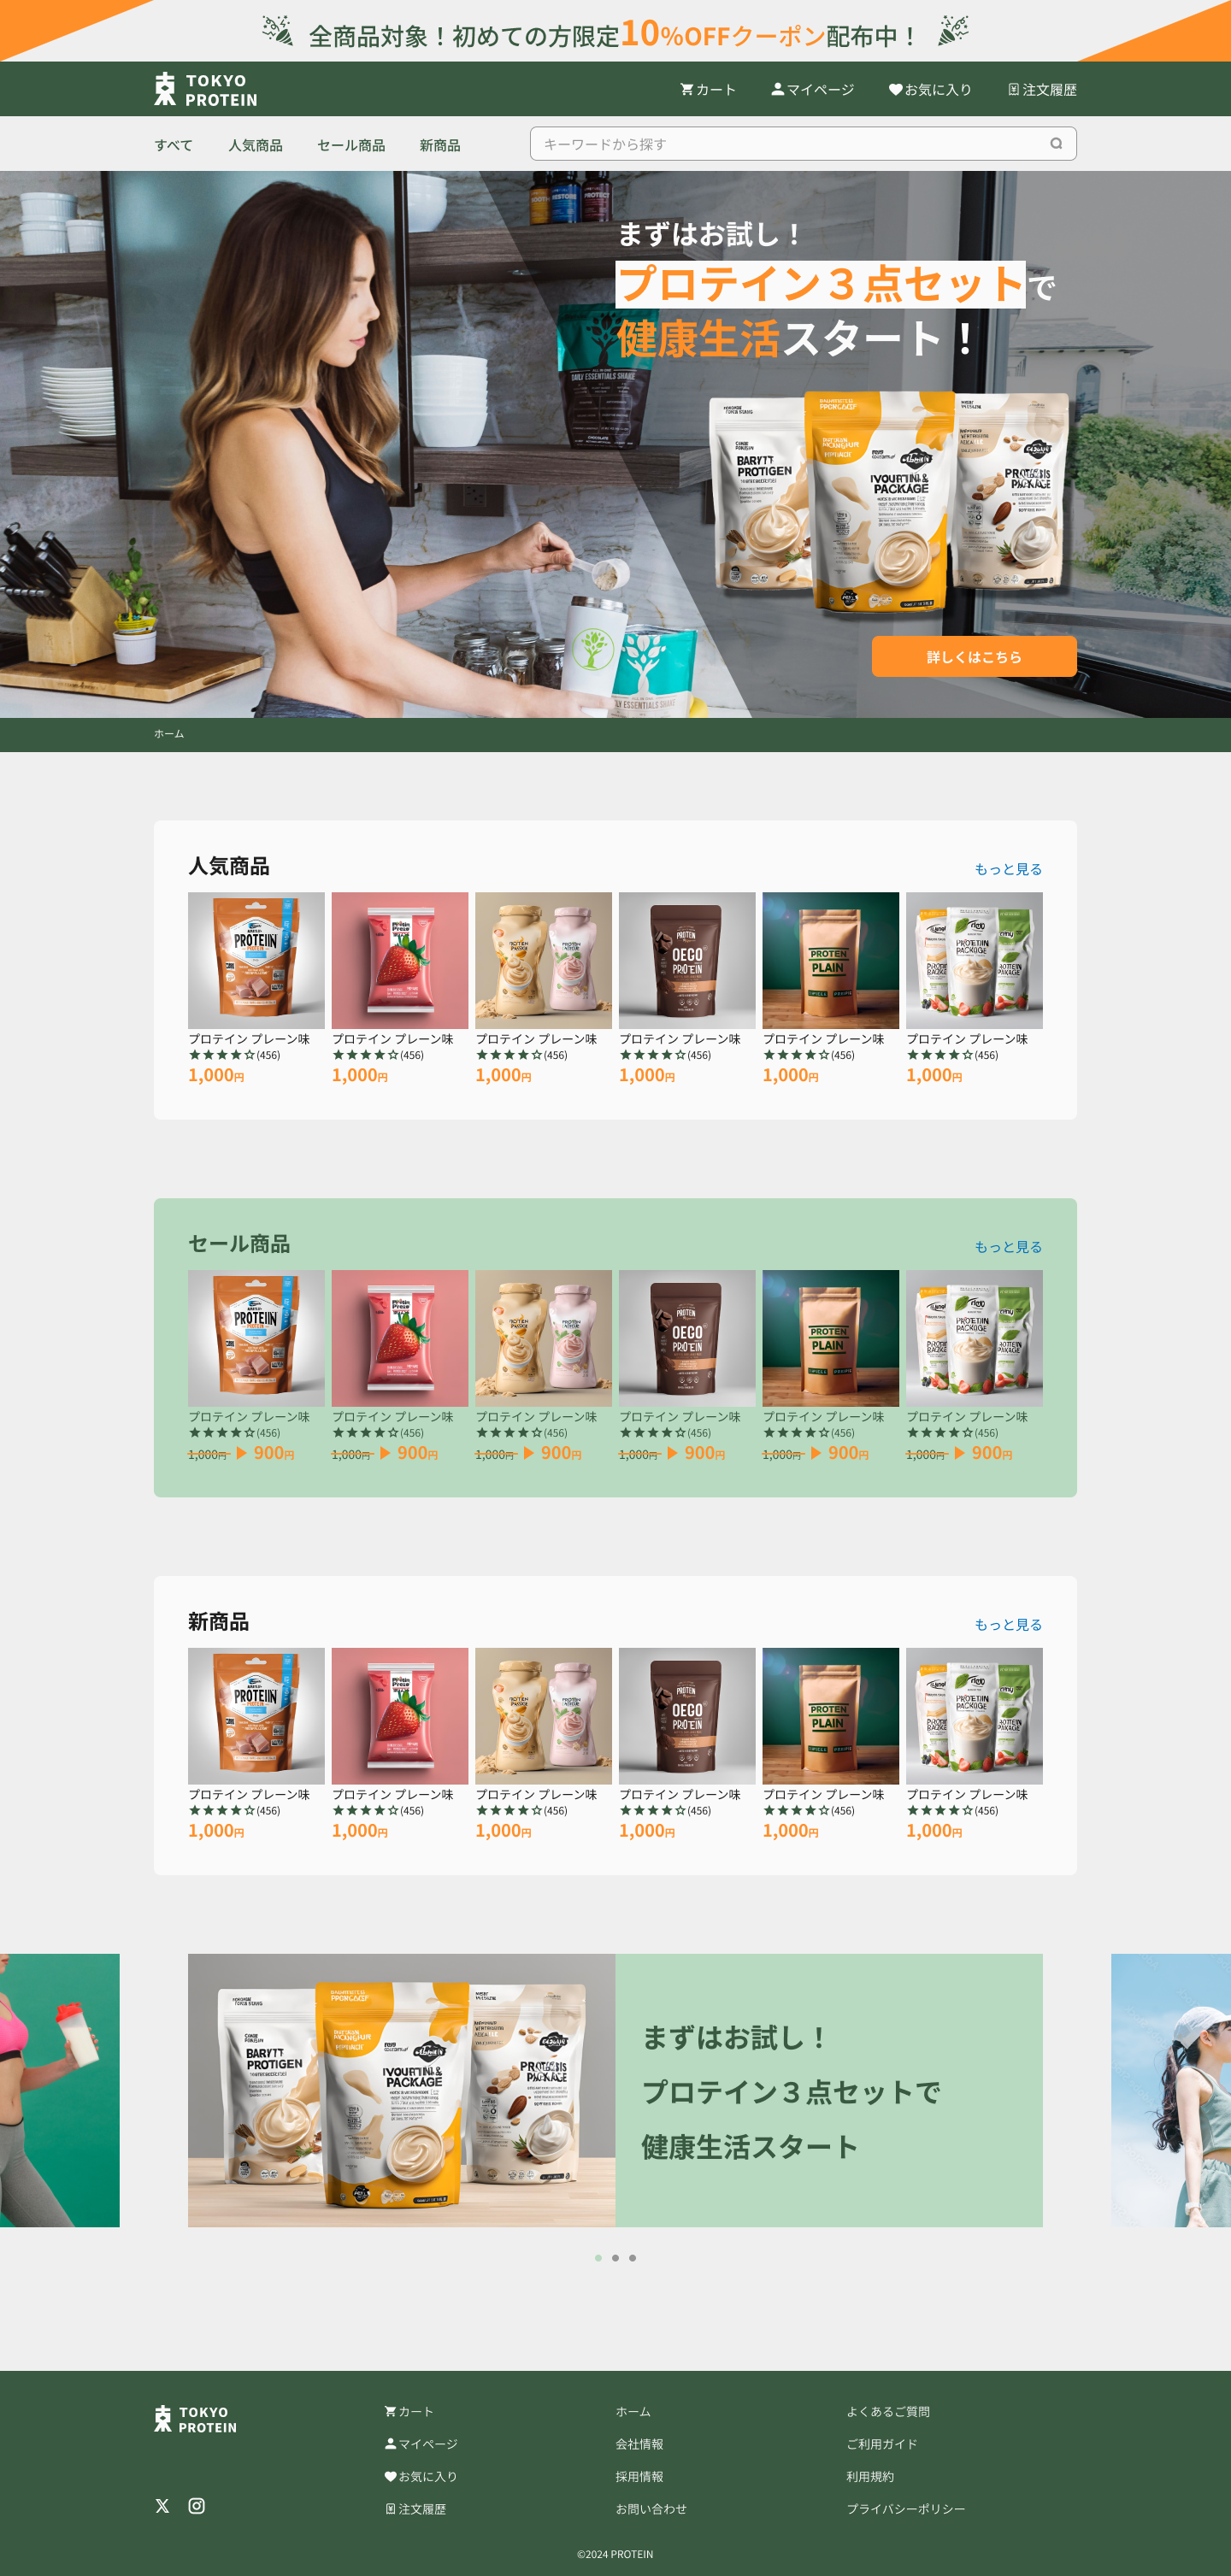 全商品対象！初めての方限定10%OFFクーポン配布中！
TOKYO
PROTEIN
カート
マイページ
お気に入り
注文履歴
すべて
人気商品
セール商品
新商品
キーワードから探す
まずはお試し！
プロテイン３点セットで
健康生活スタート！
詳しくはこちら
ホーム
人気商品
もっと見る
プロテイン プレーン味
(456)
1,000円
プロテイン プレーン味
(456)
1,000円
プロテイン プレーン味
(456)
1,000円
プロテイン プレーン味
(456)
1,000円
プロテイン プレーン味
(456)
1,000円
プロテイン プレーン味
(456)
1,000円
セール商品
もっと見る
プロテイン プレーン味
(456)
1,000円 ▶ 900円
プロテイン プレーン味
(456)
1,000円 ▶ 900円
プロテイン プレーン味
(456)
1,000円 ▶ 900円
プロテイン プレーン味
(456)
1,000円 ▶ 900円
プロテイン プレーン味
(456)
1,000円 ▶ 900円
プロテイン プレーン味
(456)
1,000円 ▶ 900円
新商品
もっと見る
プロテイン プレーン味
(456)
1,000円
プロテイン プレーン味
(456)
1,000円
プロテイン プレーン味
(456)
1,000円
プロテイン プレーン味
(456)
1,000円
プロテイン プレーン味
(456)
1,000円
プロテイン プレーン味
(456)
1,000円
まずはお試し！
プロテイン３点セットで
健康生活スタート
TOKYO
PROTEIN
カート
マイページ
お気に入り
注文履歴
ホーム
会社情報
採用情報
お問い合わせ
よくあるご質問
ご利用ガイド
利用規約
プライバシーポリシー
©2024 PROTEIN